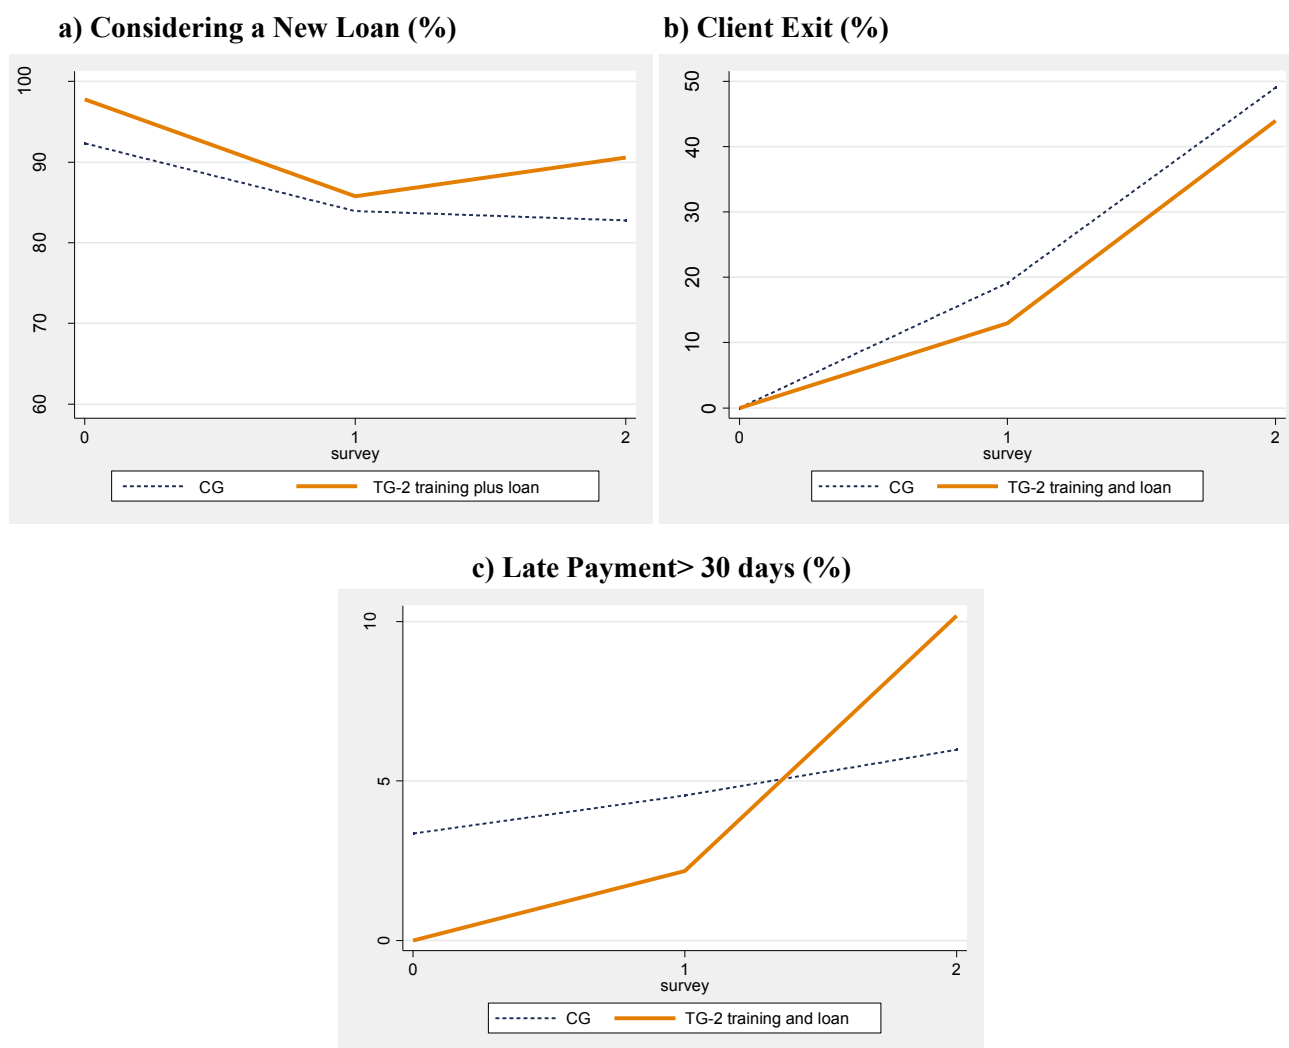 a) Considering a New Loan (%)
100
90
80
70
60
0 1 2
survey
CG TG-2 training plus loan
b) Client Exit (%)
50
40
30
20
10
0
0 1 2
survey
CG TG-2 training and loan
c) Late Payment> 30 days (%)
10
5
0
0 1 2
survey
CG TG-2 training and loan